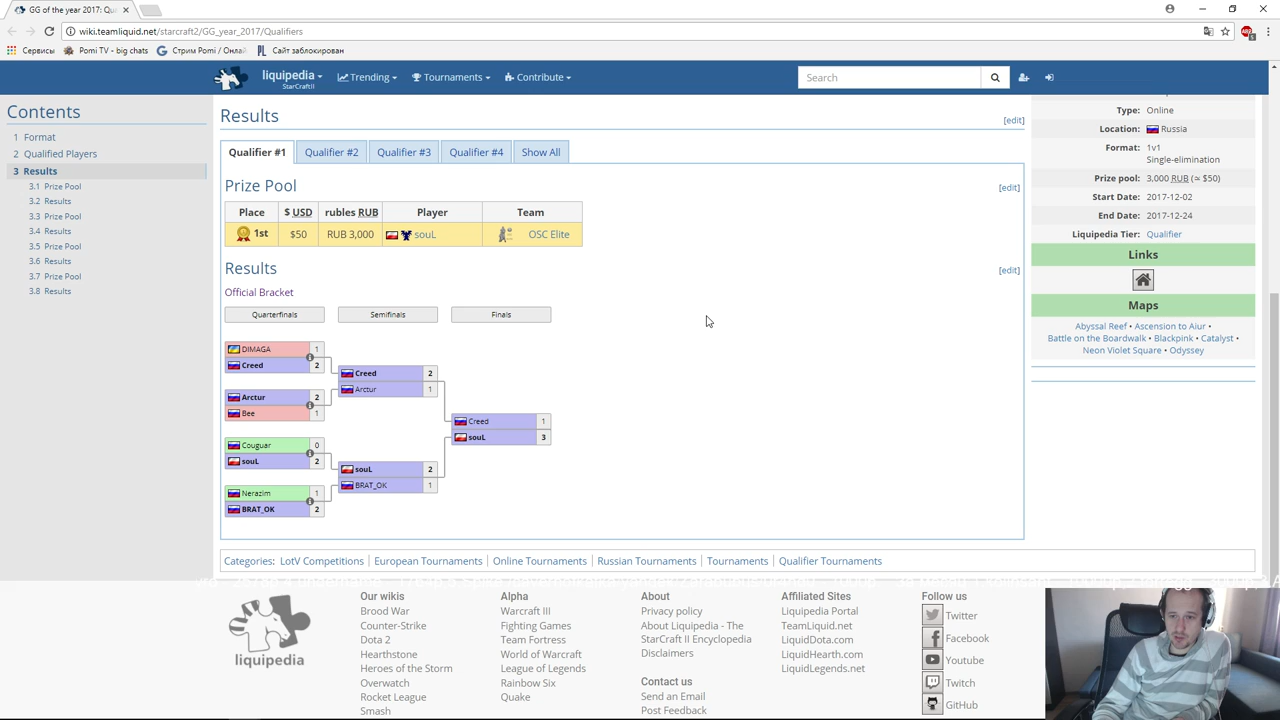 GG of the year 2017: Qu
wiki.teamliquid.net/starcraft2/GG_year_2017/Qualifiers
Сервисы
Pomi TV - big chats
Стрим Pomi / Онла
Сайт заблокирован
liquipedia
StarCraft II
Trending
Tournaments
Contribute
Search
Contents
1 Format
2 Qualified Players
3 Results
3.1 Prize Pool
3.2 Results
3.3 Prize Pool
3.4 Results
3.5 Prize Pool
3.6 Results
3.7 Prize Pool
3.8 Results
Results
[edit]
Qualifier #1
Qualifier #2
Qualifier #3
Qualifier #4
Show All
Prize Pool
[edit]
Place $ USD rubles RUB Player Team
1st $50 RUB 3,000 souL OSC Elite
Results
[edit]
Official Bracket
Quarterfinals
Semifinals
Finals
DIMAGA 1
Creed 2
Arctur 2
Bee 1
Couguar 0
souL 2
Nerazim 1
BRAT_OK 2
Creed 2
Arctur 1
souL 2
BRAT_OK 1
Creed 1
souL 3
Type: Online
Location: Russia
Format: 1v1
Single-elimination
Prize pool: 3,000 RUB (≃ $50)
Start Date: 2017-12-02
End Date: 2017-12-24
Liquipedia Tier: Qualifier
Links
Maps
Abyssal Reef • Ascension to Aiur •
Battle on the Boardwalk • Blackpink • Catalyst •
Neon Violet Square • Odyssey
Categories: LotV Competitions European Tournaments Online Tournaments Russian Tournaments Tournaments Qualifier Tournaments
liquipedia
Our wikis
Brood War
Counter-Strike
Dota 2
Hearthstone
Heroes of the Storm
Overwatch
Rocket League
Smash
Alpha
Warcraft III
Fighting Games
Team Fortress
World of Warcraft
League of Legends
Rainbow Six
Quake
About
Privacy policy
About Liquipedia - The
StarCraft II Encyclopedia
Disclaimers
Contact us
Send an Email
Post Feedback
Affiliated Sites
Liquipedia Portal
TeamLiquid.net
LiquidDota.com
LiquidHearth.com
LiquidLegends.net
Follow us
Twitter
Facebook
Youtube
Twitch
GitHub